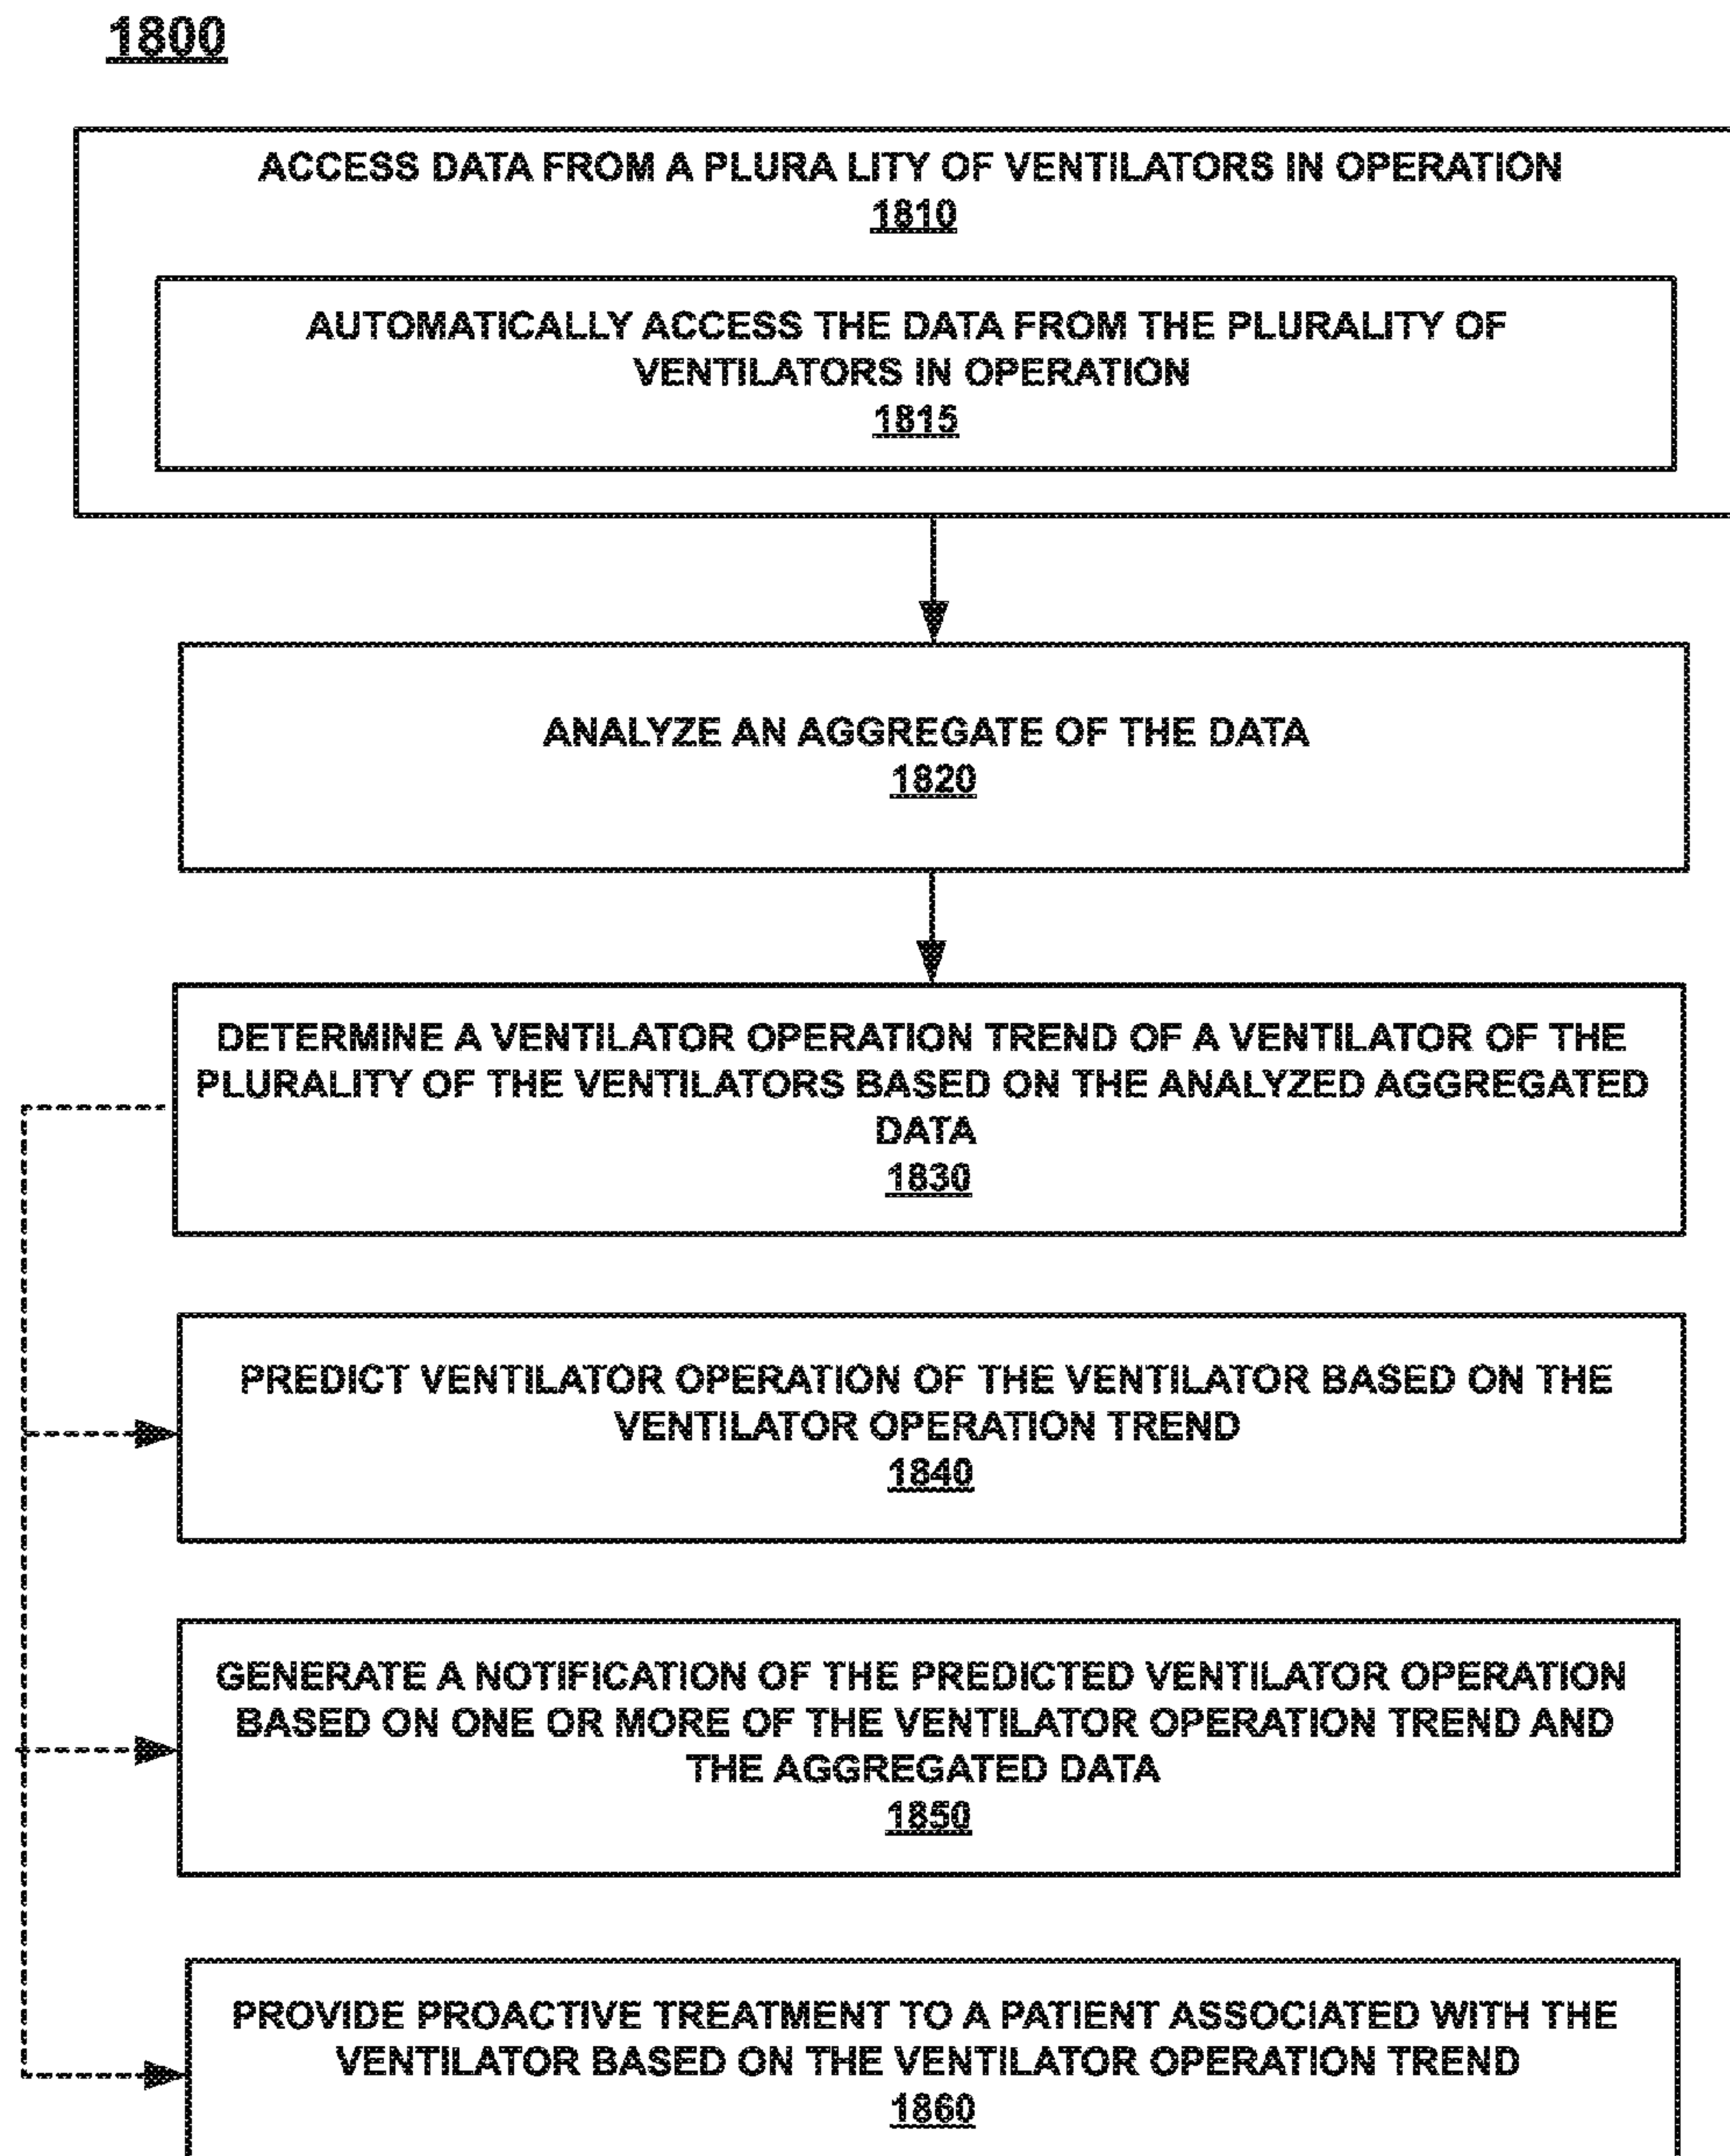 1800
ACCESS DATA FROM A PLURA LITY OF VENTILATORS IN OPERATION
1810
AUTOMATICALLY ACCESS THE DATA FROM THE PLURALITY OF
VENTILATORS IN OPERATION
1815
ANALYZE AN AGGREGATE OF THE DATA
1820
DETERMINE A VENTILATOR OPERATION TREND OF A VENTILATOR OF THE
PLURALITY OF THE VENTILATORS BASED ON THE ANALYZED AGGREGATED
DATA
1830
PREDICT VENTILATOR OPERATION OF THE VENTILATOR BASED ON THE
VENTILATOR OPERATION TREND
1840
GENERATE A NOTIFICATION OF THE PREDICTED VENTILATOR OPERATION
BASED ON ONE OR MORE OF THE VENTILATOR OPERATION TREND AND
THE AGGREGATED DATA
1850
PROVIDE PROACTIVE TREATMENT TO A PATIENT ASSOCIATED WITH THE
VENTILATOR BASED ON THE VENTILATOR OPERATION TREND
1860